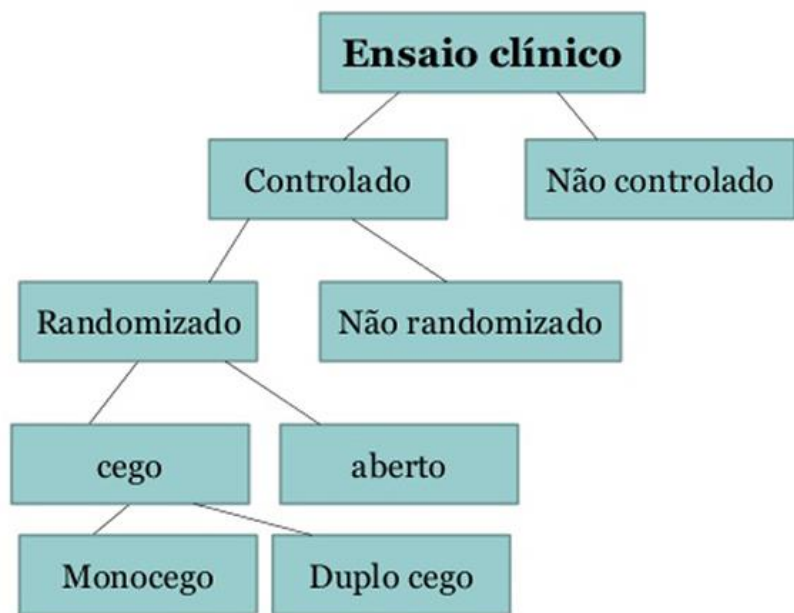 Ensaio clínico
Controlado
Não controlado
Randomizado
Não randomizado
cego
aberto
Monocego
Duplo cego